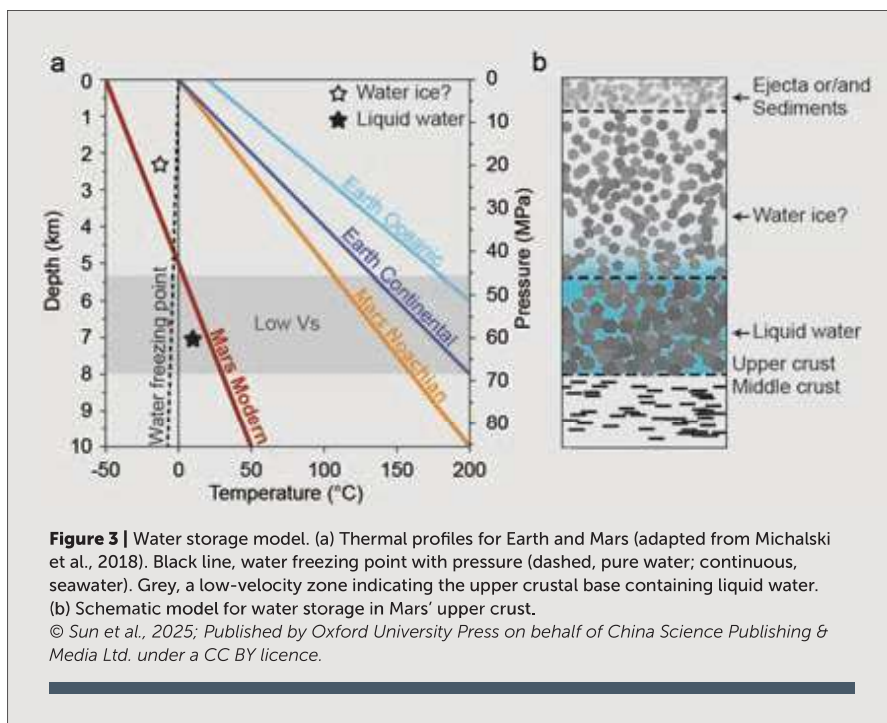 a
b
Water ice?
Liquid water
0
1
2
3
4
5
6
7
8
9
10
Depth (km)
0
10
20
30
40
50
60
70
80
Pressure (MPa)
Earth Oceanic
Earth Continental
Mars Noachian
Mars Modern
Water freezing point
Low Vs
-50
0
50
100
150
200
Temperature (°C)
Ejecta or/and
Sediments
Water ice?
Liquid water
Upper crust
Middle crust
Figure 3 | Water storage model. (a) Thermal profiles for Earth and Mars (adapted from Michalski
et al., 2018). Black line, water freezing point with pressure (dashed, pure water; continuous,
seawater). Grey, a low-velocity zone indicating the upper crustal base containing liquid water.
(b) Schematic model for water storage in Mars' upper crust.
© Sun et al., 2025; Published by Oxford University Press on behalf of China Science Publishing &
Media Ltd. under a CC BY licence.